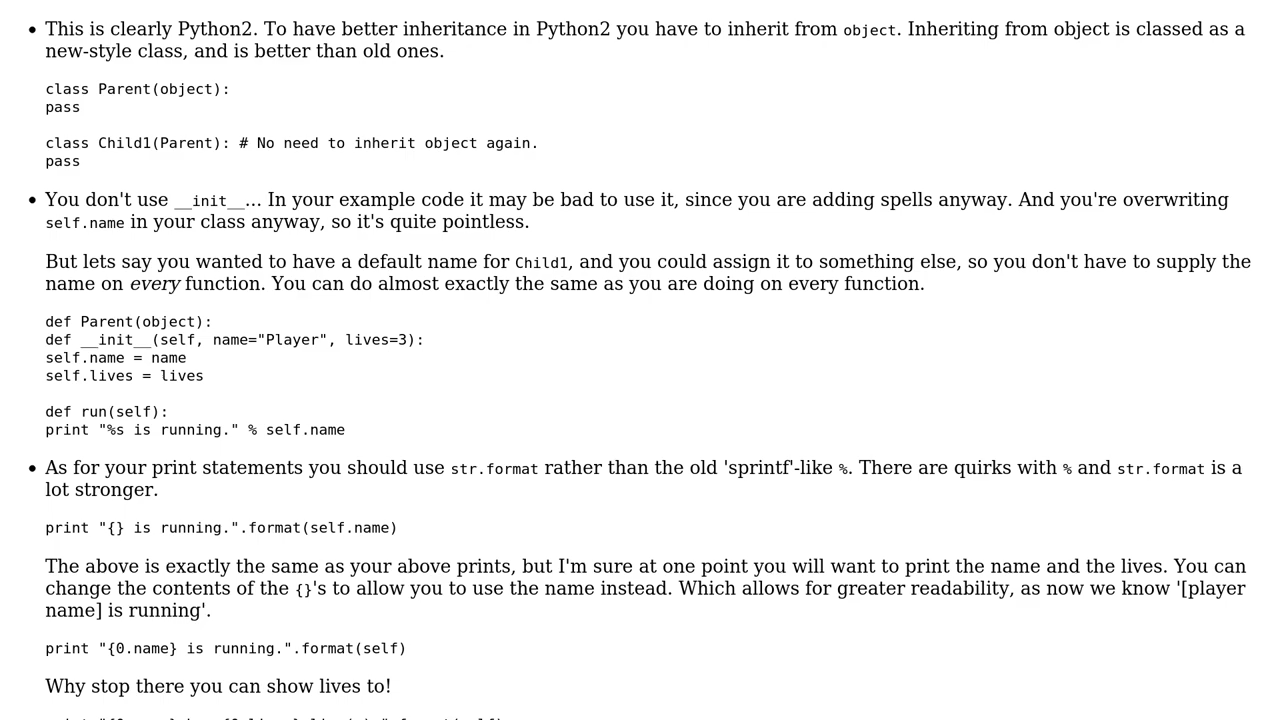 This is clearly Python2. To have better inheritance in Python2 you have to inherit from object. Inheriting from object is classed as a
new-style class, and is better than old ones.
class Parent(object):
pass
class Child1(Parent): # No need to inherit object again.
pass
You don't use __init__... In your example code it may be bad to use it, since you are adding spells anyway. And you're overwriting
self.name in your class anyway, so it's quite pointless.
But lets say you wanted to have a default name for Child1, and you could assign it to something else, so you don't have to supply the
name on every function. You can do almost exactly the same as you are doing on every function.
def Parent(object):
def __init__(self, name="Player", lives=3):
self.name = name
self.lives = lives
def run(self):
print "%s is running." % self.name
As for your print statements you should use str.format rather than the old 'sprintf'-like %. There are quirks with % and str.format is a
lot stronger.
print "{} is running.".format(self.name)
The above is exactly the same as your above prints, but I'm sure at one point you will want to print the name and the lives. You can
change the contents of the {}'s to allow you to use the name instead. Which allows for greater readability, as now we know '[player
name] is running'.
print "{0.name} is running.".format(self)
Why stop there you can show lives to!